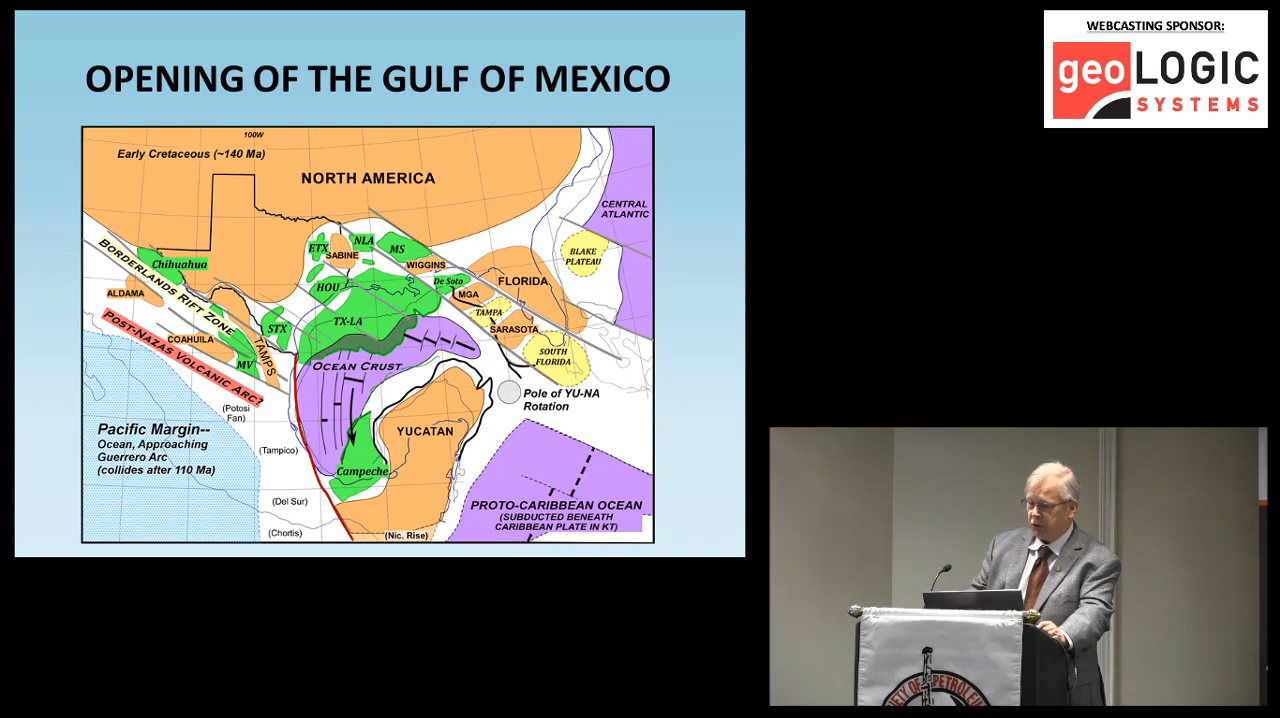 OPENING OF THE GULF OF MEXICO
WEBCASTING SPONSOR:
geoLOGIC
SYSTEMS
100W
Early Cretaceous (~140 Ma)
NORTH AMERICA
CENTRAL
ATLANTIC
BORDERLANDS RIFT ZONE
Chihuahua
ETX
SABINE
NLA
MS
WIGGINS
BLAKE
PLATEAU
ALDAMA
HOU
De Soto
MGA
FLORIDA
POST-NAZAS VOLCANIC ARC?
COAHUILA
MV
TAMPS
STX
TX-LA
TAMPA
SARASOTA
SOUTH
FLORIDA
OCEAN CRUST
Pole of YU-NA
Rotation
(Potosi
Fan)
Pacific Margin--
Ocean, Approaching
Guerrero Arc
(collides after 110 Ma)
(Tampico)
YUCATAN
Campeche
(Del Sur)
(Chortis)
(Nic. Rise)
PROTO-CARIBBEAN OCEAN
(SUBDUCTED BENEATH
CARIBBEAN PLATE IN KT)
OF PETROLEU